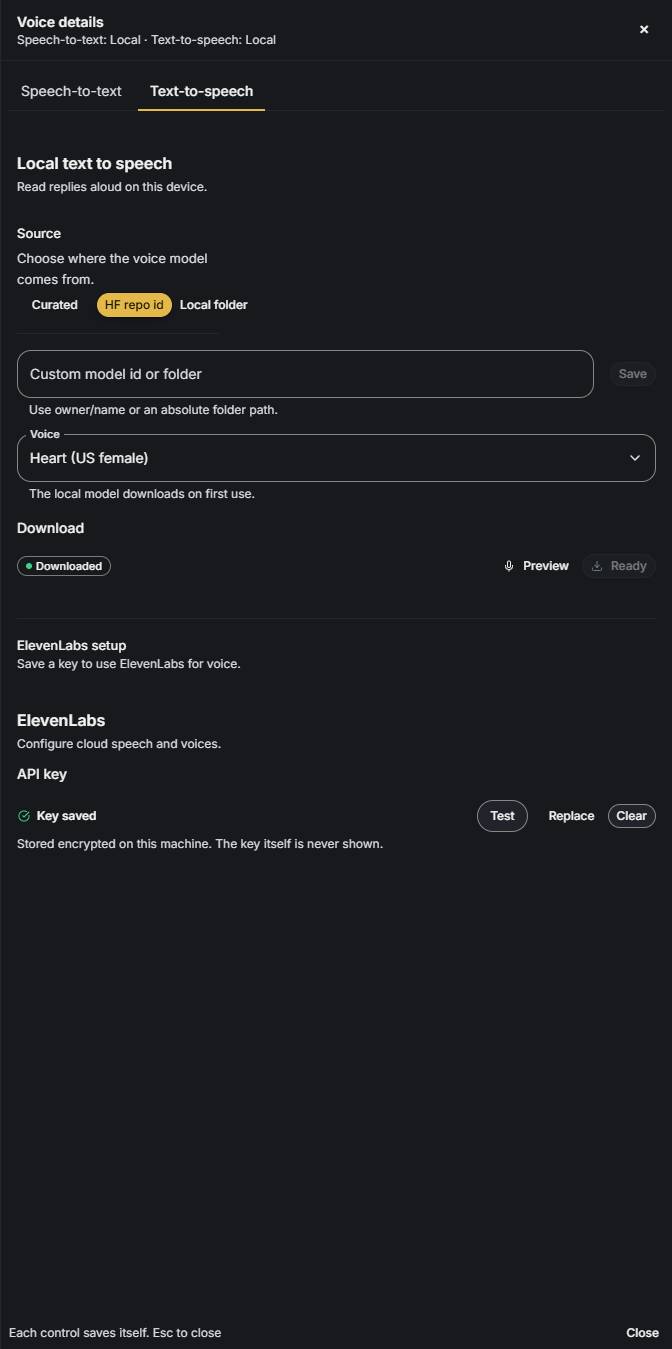 Voice details
Speech-to-text: Local · Text-to-speech: Local
Speech-to-text
Text-to-speech
Local text to speech
Read replies aloud on this device.
Source
Choose where the voice model
comes from.
Curated
HF repo id
Local folder
Custom model id or folder
Save
Use owner/name or an absolute folder path.
Voice
Heart (US female)
The local model downloads on first use.
Download
Downloaded
Preview
Ready
ElevenLabs setup
Save a key to use ElevenLabs for voice.
ElevenLabs
Configure cloud speech and voices.
API key
Key saved
Test
Replace
Clear
Stored encrypted on this machine. The key itself is never shown.
Each control saves itself. Esc to close
Close